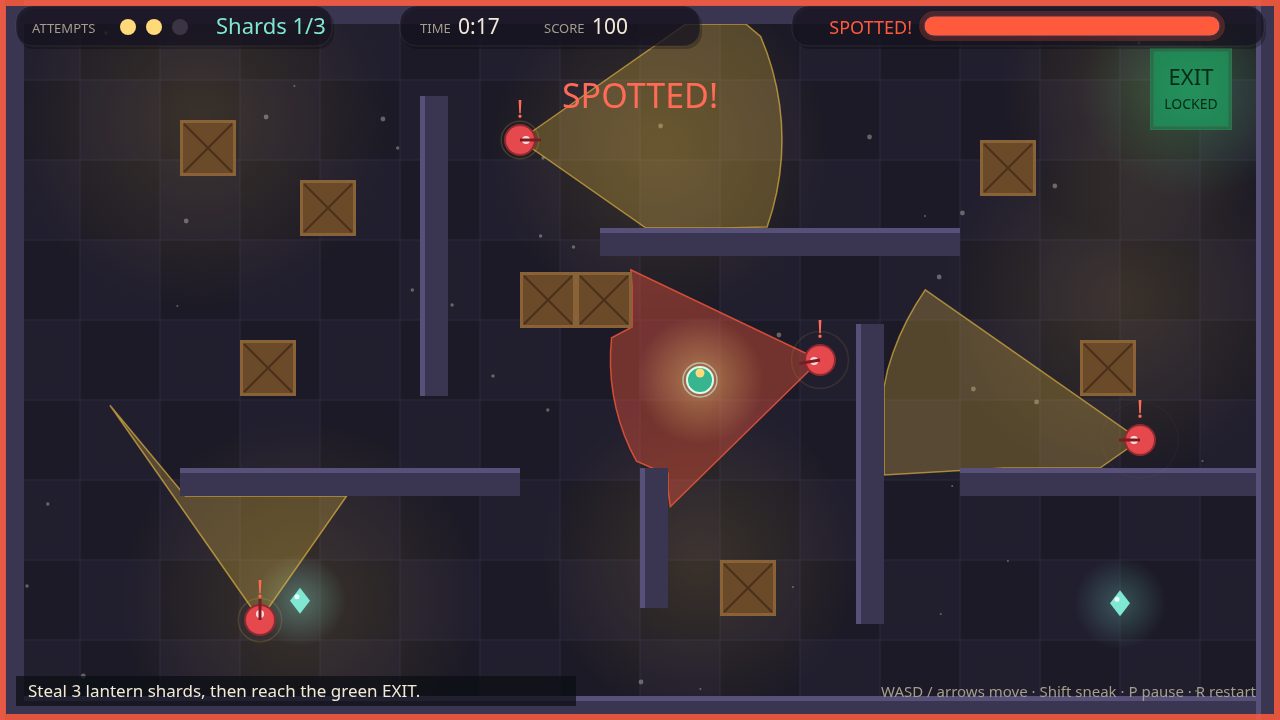 ATTEMPTS
Shards 1/3
TIME 0:17 SCORE 100
SPOTTED!
EXIT
LOCKED
SPOTTED!
!
!
!
!
Steal 3 lantern shards, then reach the green EXIT.
WASD / arrows move · Shift sneak · P pause · R restart